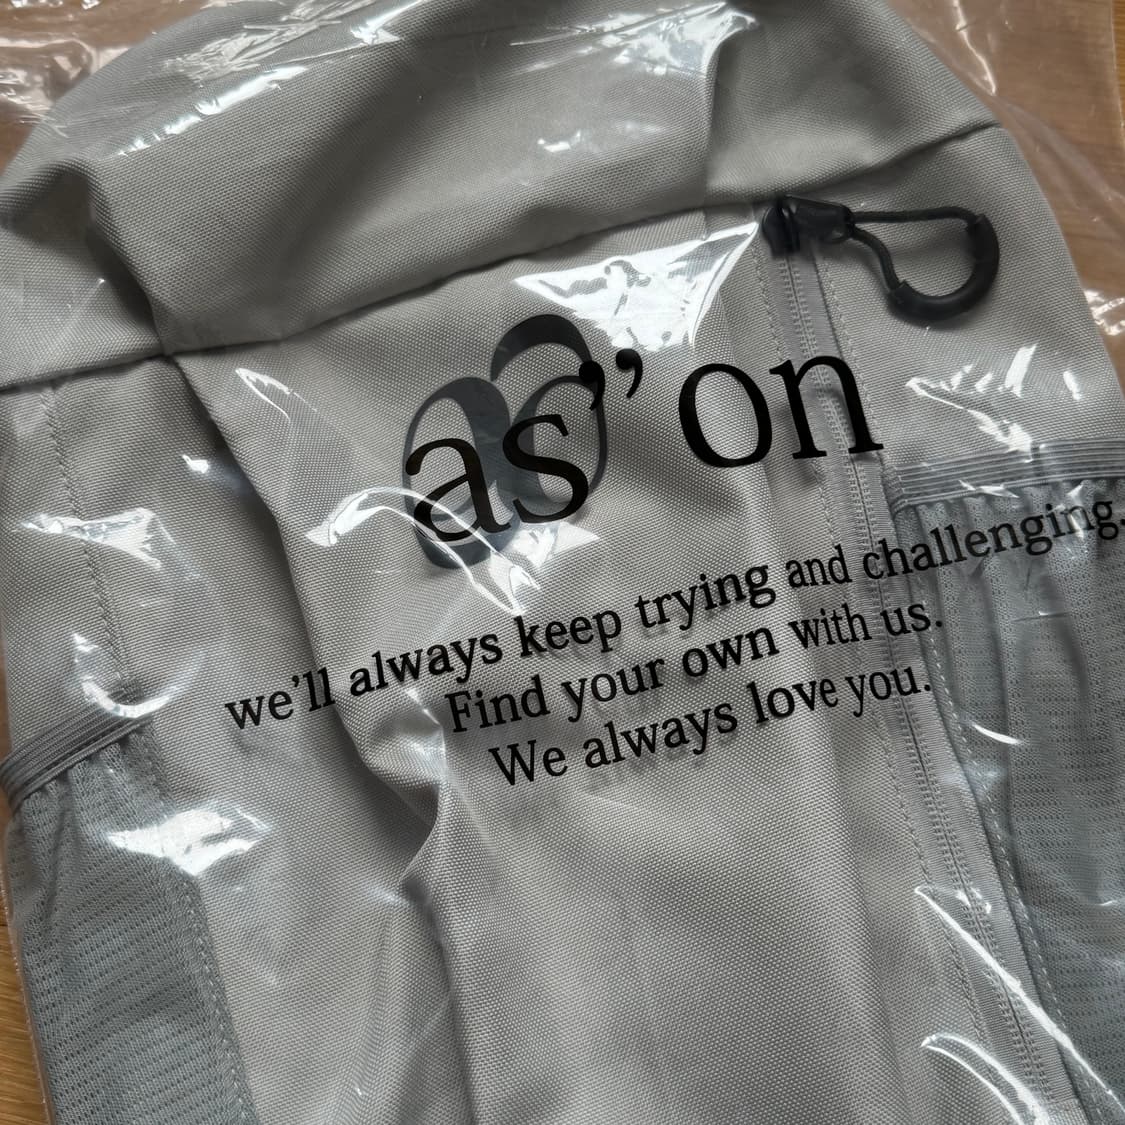 as” on
we’ll always keep trying and challenging.
Find your own with us.
We always love you.